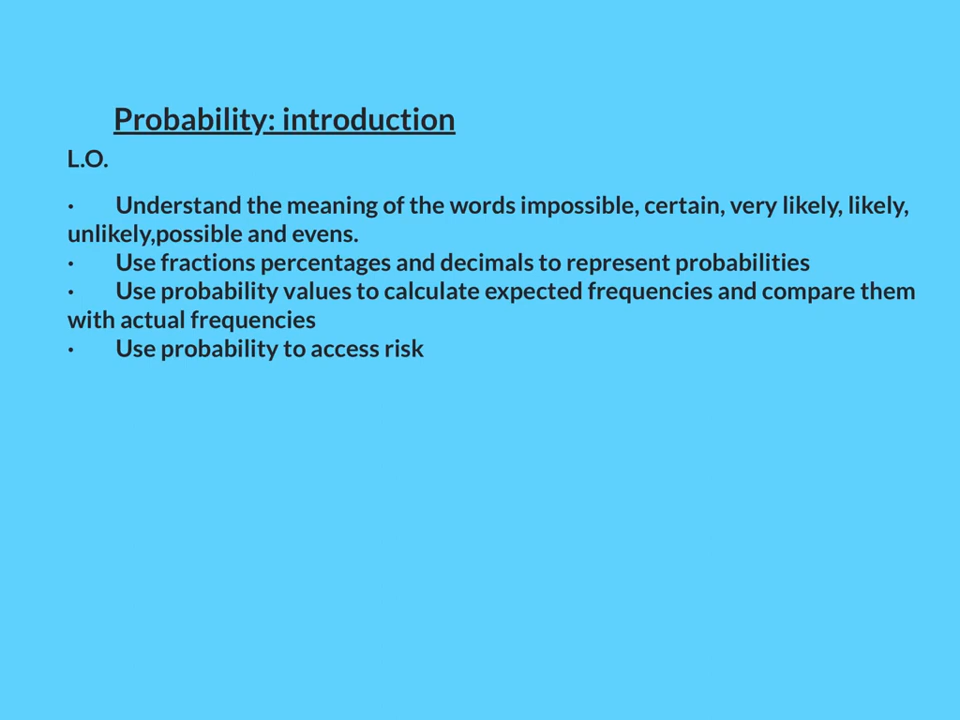 Probability: introduction
L.O.
· Understand the meaning of the words impossible, certain, very likely, likely,
unlikely,possible and evens.
· Use fractions percentages and decimals to represent probabilities
· Use probability values to calculate expected frequencies and compare them
with actual frequencies
· Use probability to access risk